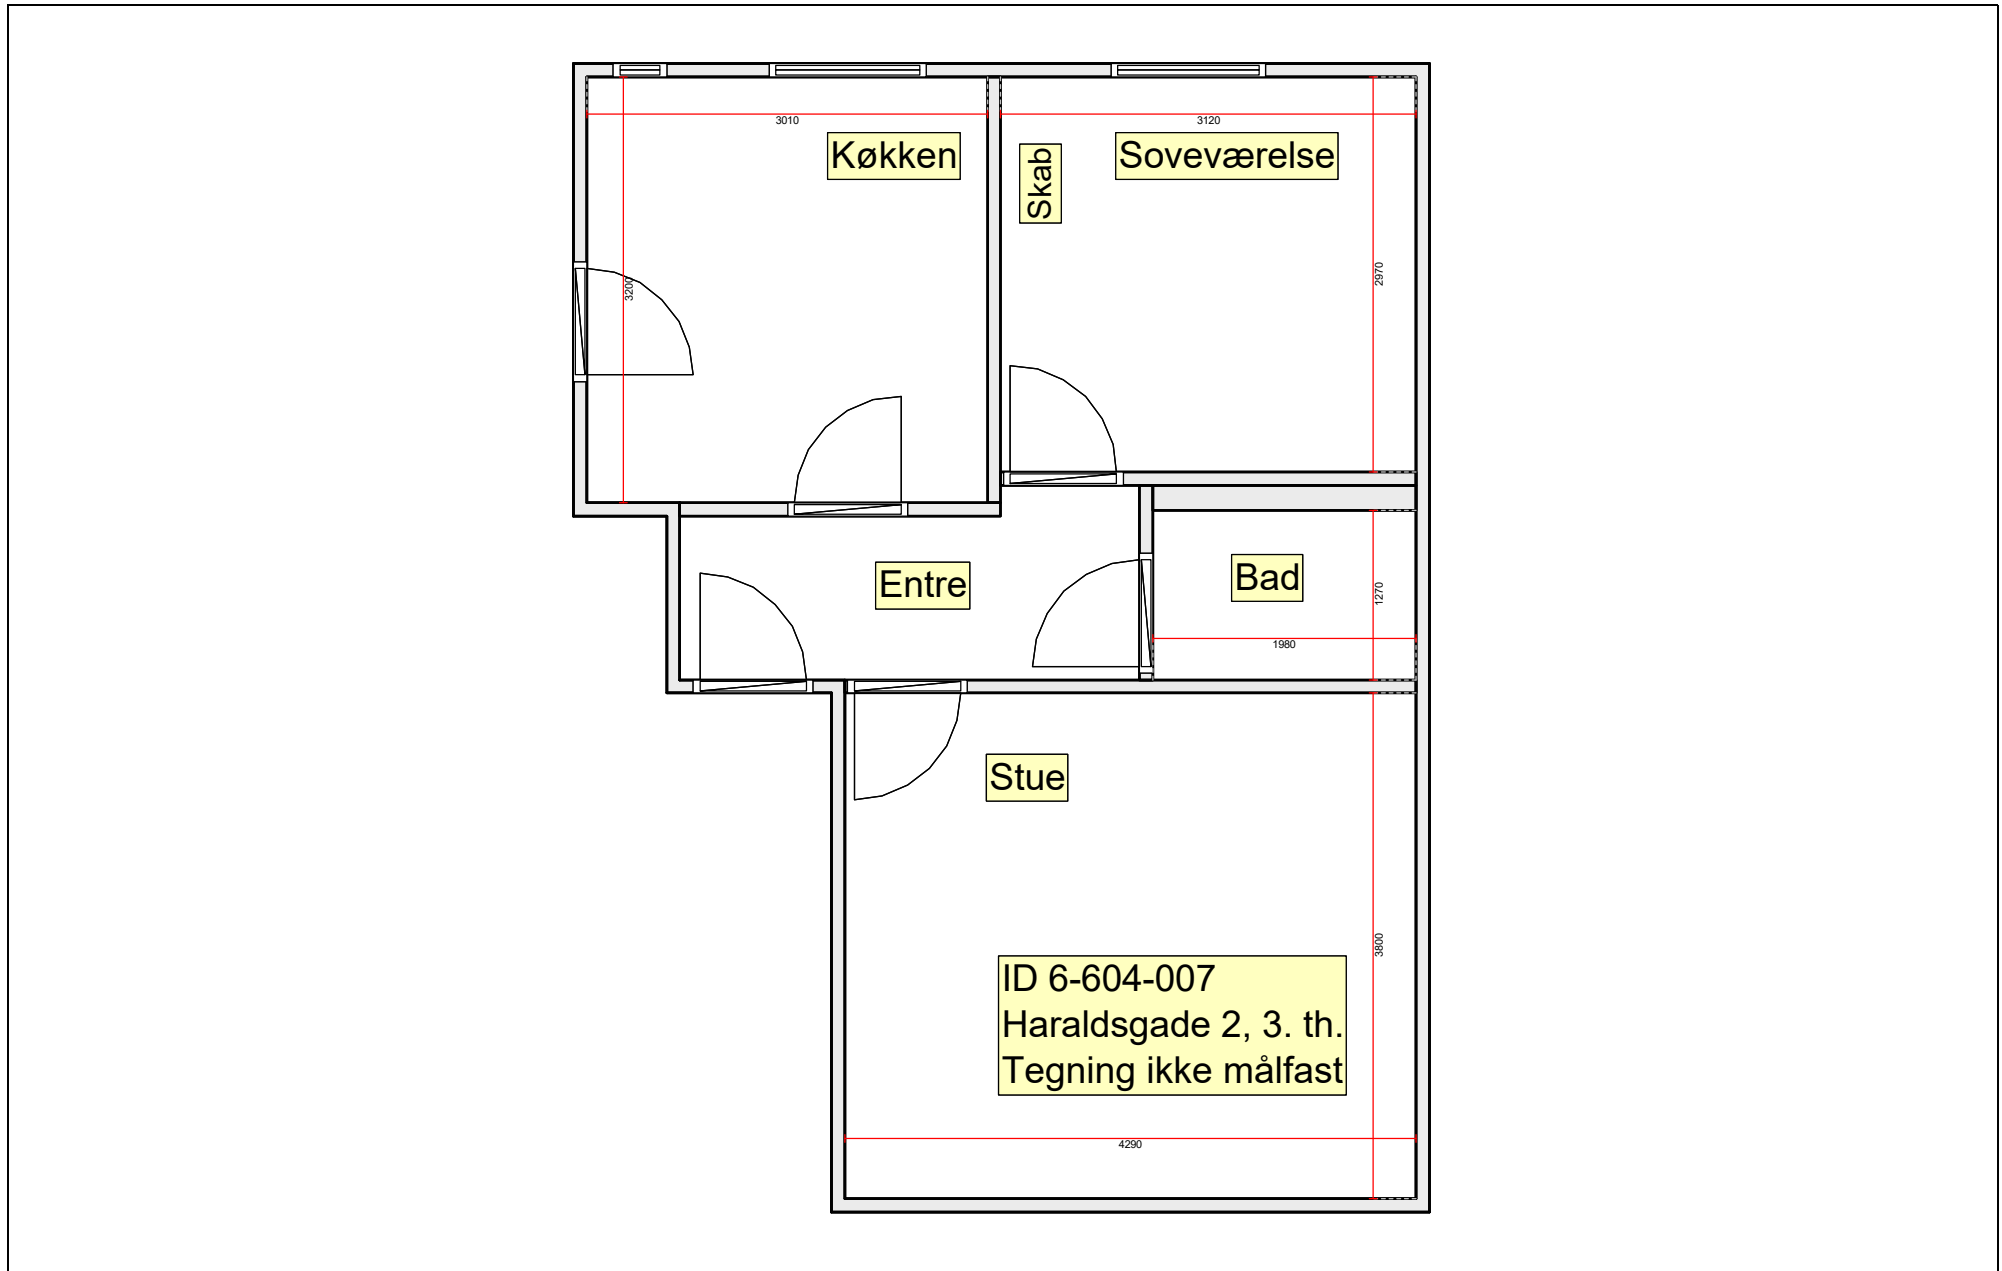 3010
3120
Køkken
Skab
Soveværelse
3200
2970
Entre
Bad
1270
1980
Stue
3800
ID 6-604-007
Haraldsgade 2, 3. th.
Tegning ikke målfast
4290